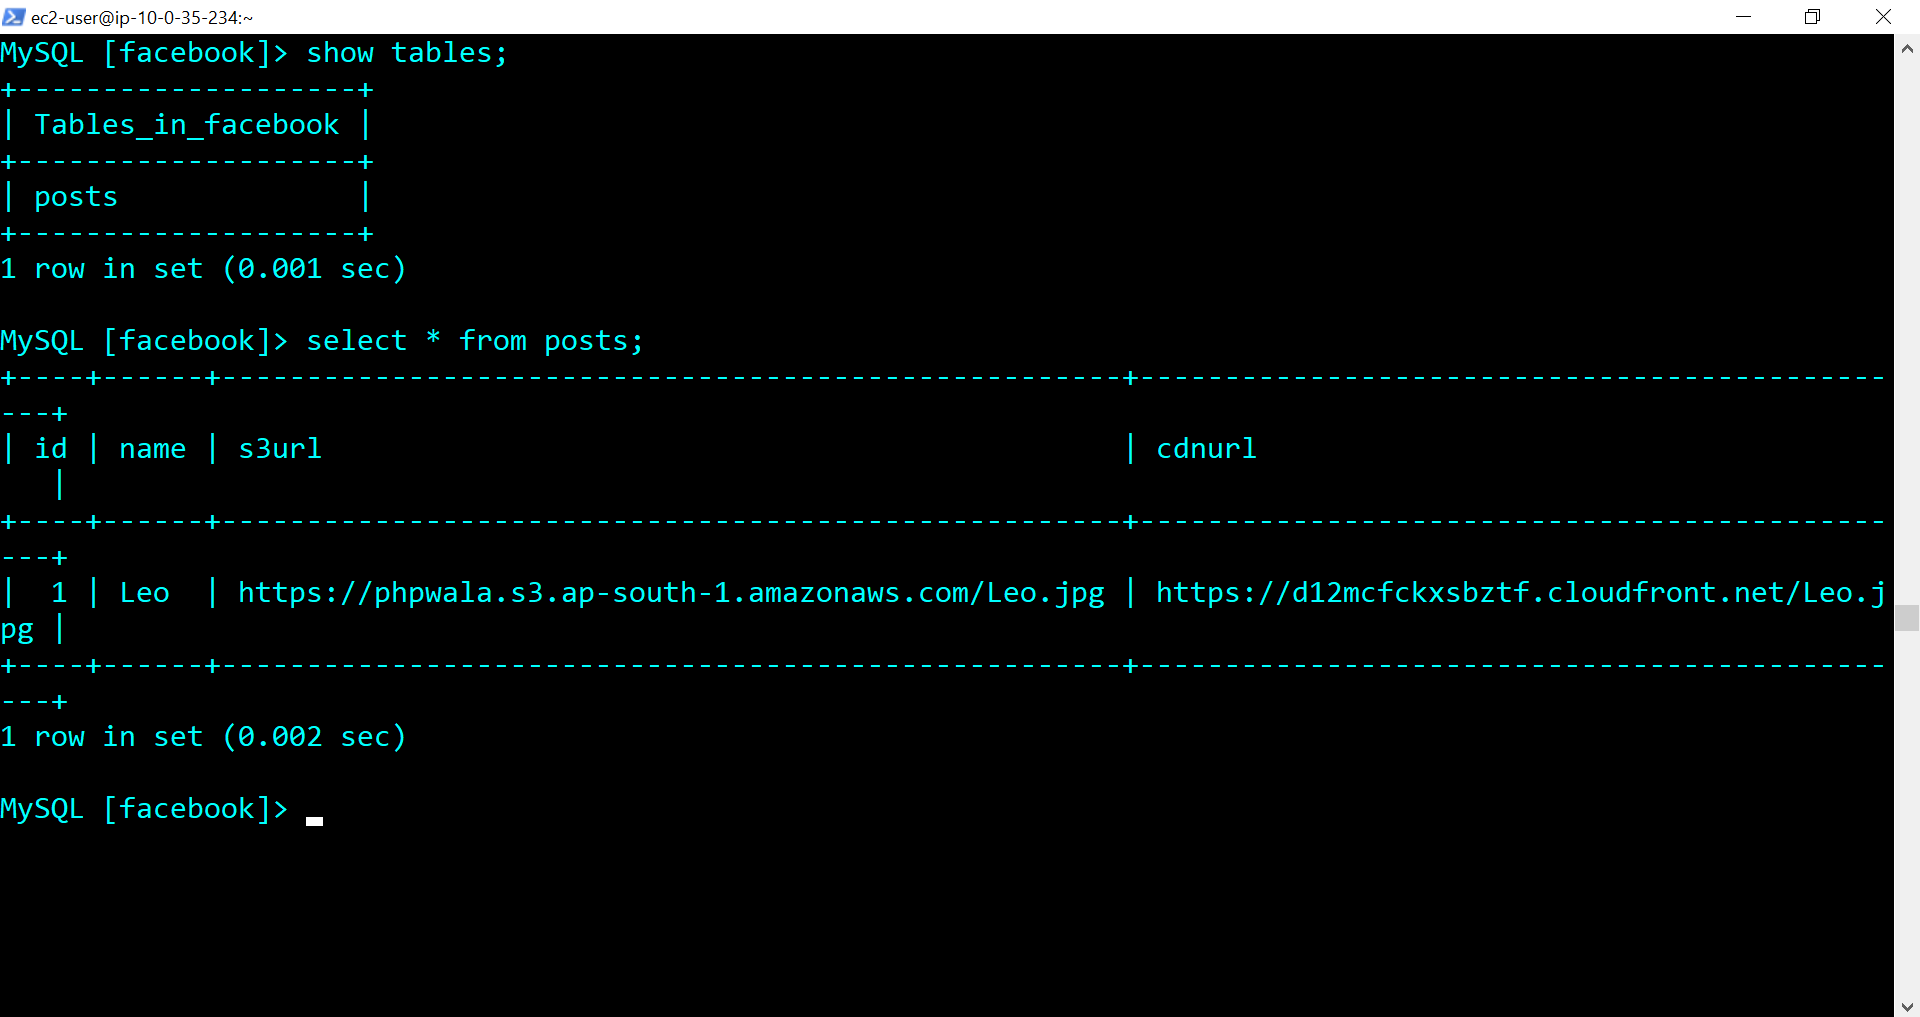 ec2-user@ip-10-0-35-234:~
MySQL [facebook]> show tables;
+--------------------+
| Tables_in_facebook |
+--------------------+
| posts              |
+--------------------+
1 row in set (0.001 sec)

MySQL [facebook]> select * from posts;
+----+------+-----------------------------------------------------+--------------------------------------------
---+
| id | name | s3url                                               | cdnurl
   |
+----+------+-----------------------------------------------------+--------------------------------------------
---+
|  1 | Leo  | https://phpwala.s3.ap-south-1.amazonaws.com/Leo.jpg | https://d12mcfckxsbztf.cloudfront.net/Leo.j
pg |
+----+------+-----------------------------------------------------+--------------------------------------------
---+
1 row in set (0.002 sec)

MySQL [facebook]>